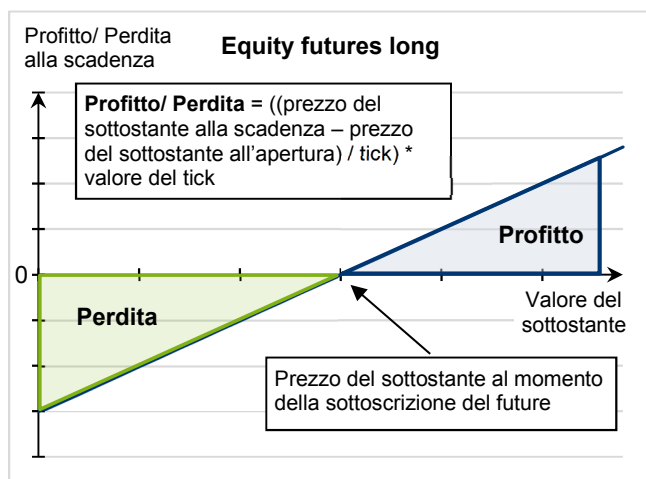 Profitto/ Perdita
alla scadenza
Equity futures long
Profitto/ Perdita = ((prezzo del
sottostante alla scadenza – prezzo
del sottostante all'apertura) / tick) *
valore del tick
Profitto
0
Valore del
sottostante
Perdita
Prezzo del sottostante al momento
della sottoscrizione del future